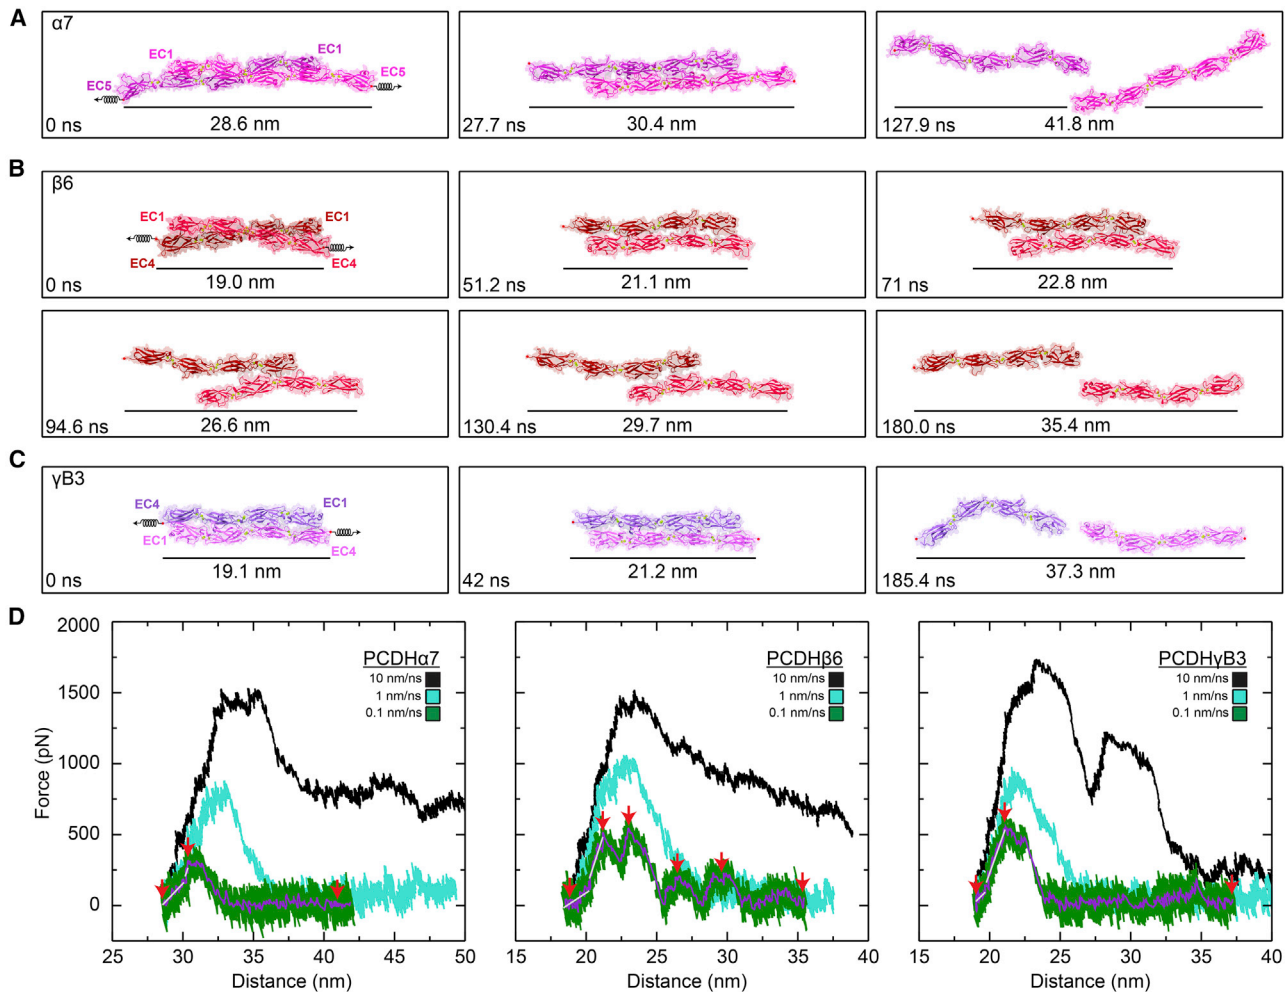 A
α7
EC1
EC1
EC5
EC5
0 ns
28.6 nm
27.7 ns
30.4 nm
127.9 ns
41.8 nm
B
β6
EC1
EC1
EC4
EC4
0 ns
19.0 nm
51.2 ns
21.1 nm
71 ns
22.8 nm
94.6 ns
26.6 nm
130.4 ns
29.7 nm
180.0 ns
35.4 nm
C
γB3
EC4
EC1
EC1
EC4
0 ns
19.1 nm
42 ns
21.2 nm
185.4 ns
37.3 nm
D
Force (pN)
2000
1500
1000
500
0
PCDHα7
10 nm/ns
1 nm/ns
0.1 nm/ns
25 30 35 40 45 50
Distance (nm)
PCDHβ6
10 nm/ns
1 nm/ns
0.1 nm/ns
15 20 25 30 35 40
Distance (nm)
PCDHγB3
10 nm/ns
1 nm/ns
0.1 nm/ns
15 20 25 30 35 40
Distance (nm)